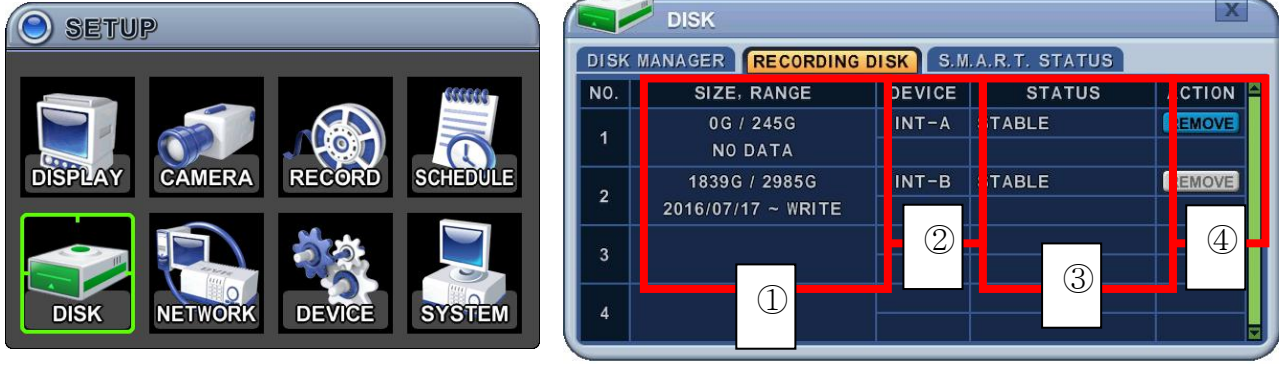 SETUP
DISPLAY CAMERA RECORD SCHEDULE
DISK NETWORK DEVICE SYSTEM
DISK X
DISK MANAGER RECORDING DISK S.M.A.R.T. STATUS
NO. SIZE, RANGE DEVICE STATUS ACTION
1 0G / 245G INT-A STABLE REMOVE
NO DATA
2 1839G / 2985G INT-B STABLE REMOVE
2016/07/17 ~ WRITE
3
4
① ② ③ ④